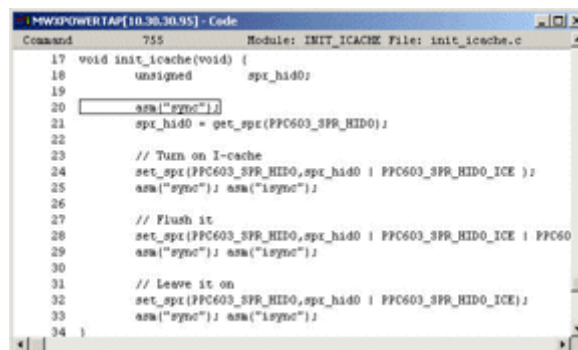 MWXPOWERTAP[10.30.30.95] - Code
Command 755 Module: INIT_ICACHE File: init_icache.c
17 void init_icache(void) {
18 unsigned spr_hid0;
19
20 asm("sync");
21 spr_hid0 = get_spr(PPC603_SPR_HID0);
22
23 // Turn on I-cache
24 set_spr(PPC603_SPR_HID0,spr_hid0 | PPC603_SPR_HID0_ICE );
25 asm("sync"); asm("isync");
26
27 // Flush it
28 set_spr(PPC603_SPR_HID0,spr_hid0 | PPC603_SPR_HID0_ICE | PPC60
29 asm("sync"); asm("isync");
30
31 // Leave it on
32 set_spr(PPC603_SPR_HID0,spr_hid0 | PPC603_SPR_HID0_ICE);
33 asm("sync"); asm("isync");
34 }